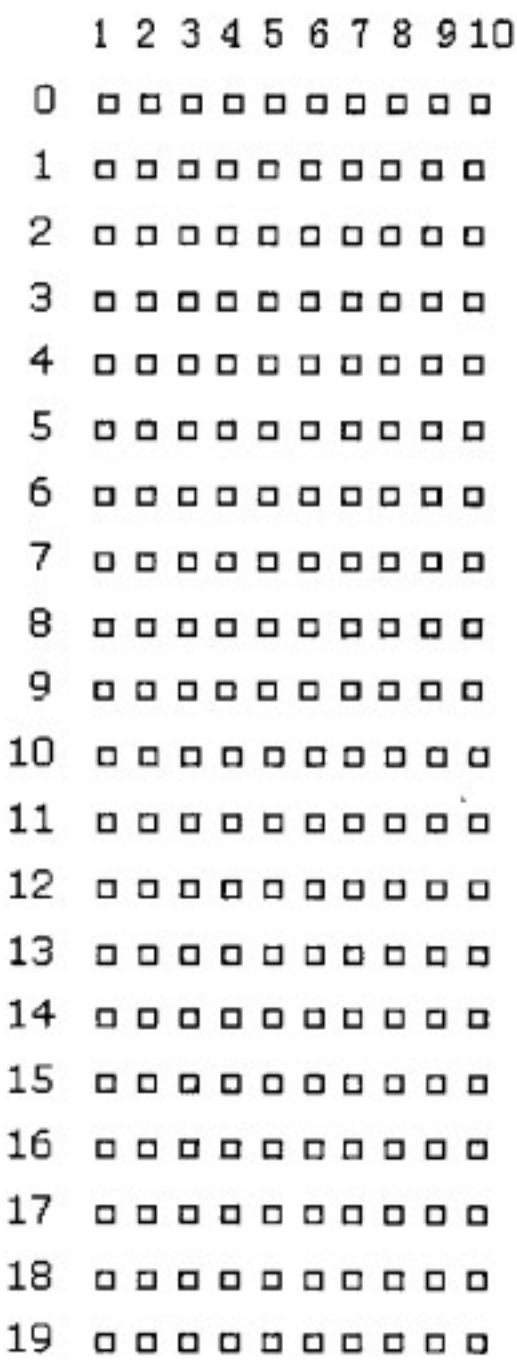 1 2 3 4 5 6 7 8 9 10
0 □ □ □ □ □ □ □ □ □ □
1 □ □ □ □ □ □ □ □ □ □
2 □ □ □ □ □ □ □ □ □ □
3 □ □ □ □ □ □ □ □ □ □
4 □ □ □ □ □ □ □ □ □ □
5 □ □ □ □ □ □ □ □ □ □
6 □ □ □ □ □ □ □ □ □ □
7 □ □ □ □ □ □ □ □ □ □
8 □ □ □ □ □ □ □ □ □ □
9 □ □ □ □ □ □ □ □ □ □
10 □ □ □ □ □ □ □ □ □ □
11 □ □ □ □ □ □ □ □ □ □
12 □ □ □ □ □ □ □ □ □ □
13 □ □ □ □ □ □ □ □ □ □
14 □ □ □ □ □ □ □ □ □ □
15 □ □ □ □ □ □ □ □ □ □
16 □ □ □ □ □ □ □ □ □ □
17 □ □ □ □ □ □ □ □ □ □
18 □ □ □ □ □ □ □ □ □ □
19 □ □ □ □ □ □ □ □ □ □